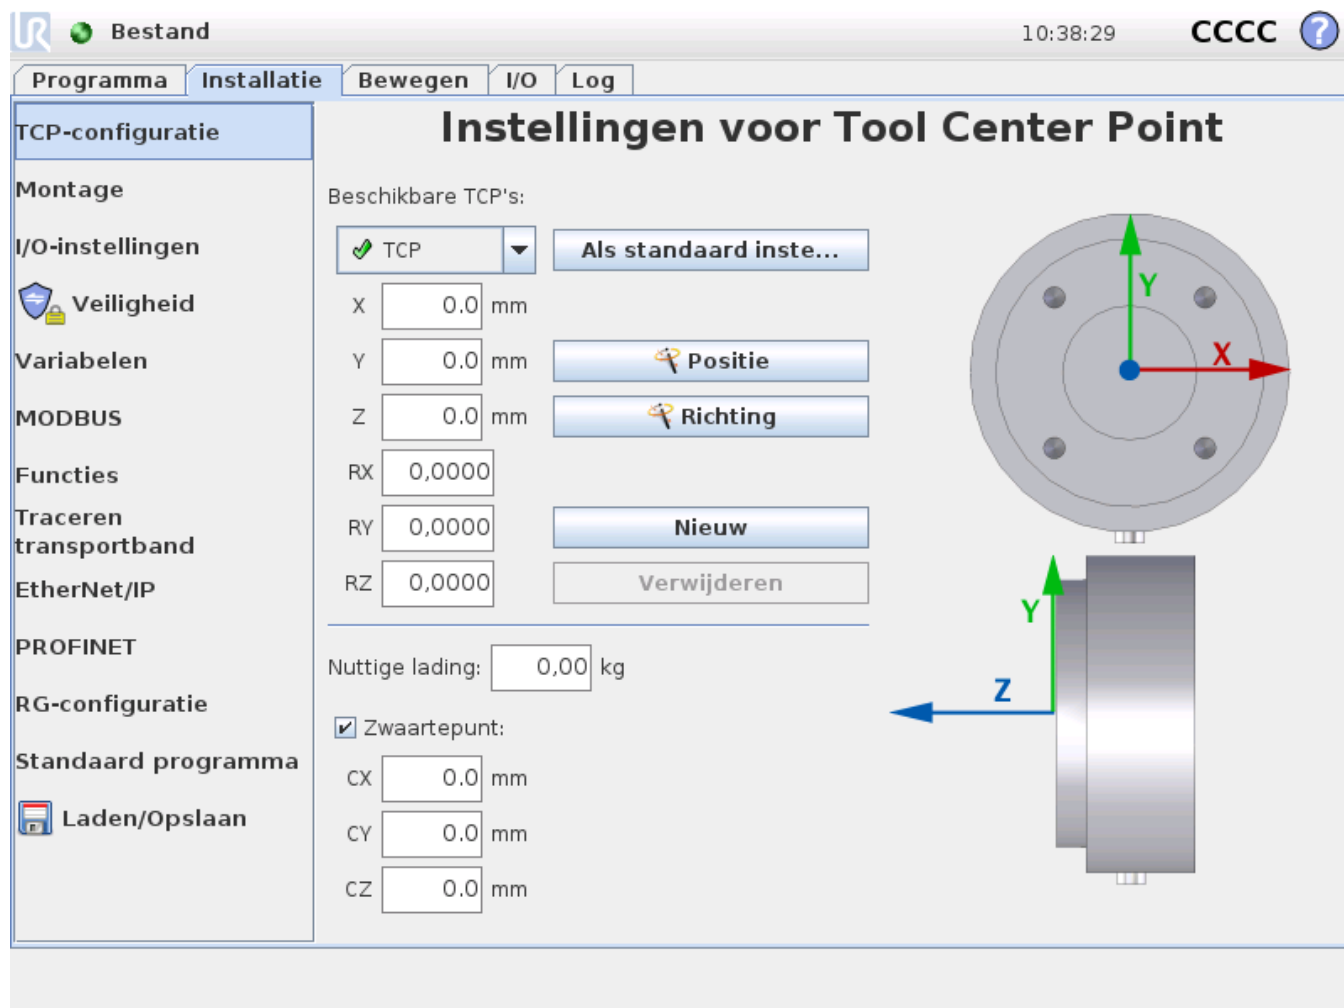 UR Bestand 10:38:29 CCCC ?
Programma Installatie Bewegen I/O Log
TCP-configuratie
Montage
I/O-instellingen
Veiligheid
Variabelen
MODBUS
Functies
Traceren
transportband
EtherNet/IP
PROFINET
RG-configuratie
Standaard programma
Laden/Opslaan
Instellingen voor Tool Center Point
Beschikbare TCP's:
TCP Als standaard inste...
X 0.0 mm
Y 0.0 mm Positie
Z 0.0 mm Richting
RX 0,0000
RY 0,0000 Nieuw
RZ 0,0000 Verwijderen
Nuttige lading: 0,00 kg
Zwaartepunt:
CX 0.0 mm
CY 0.0 mm
CZ 0.0 mm
Y
X
Y
Z